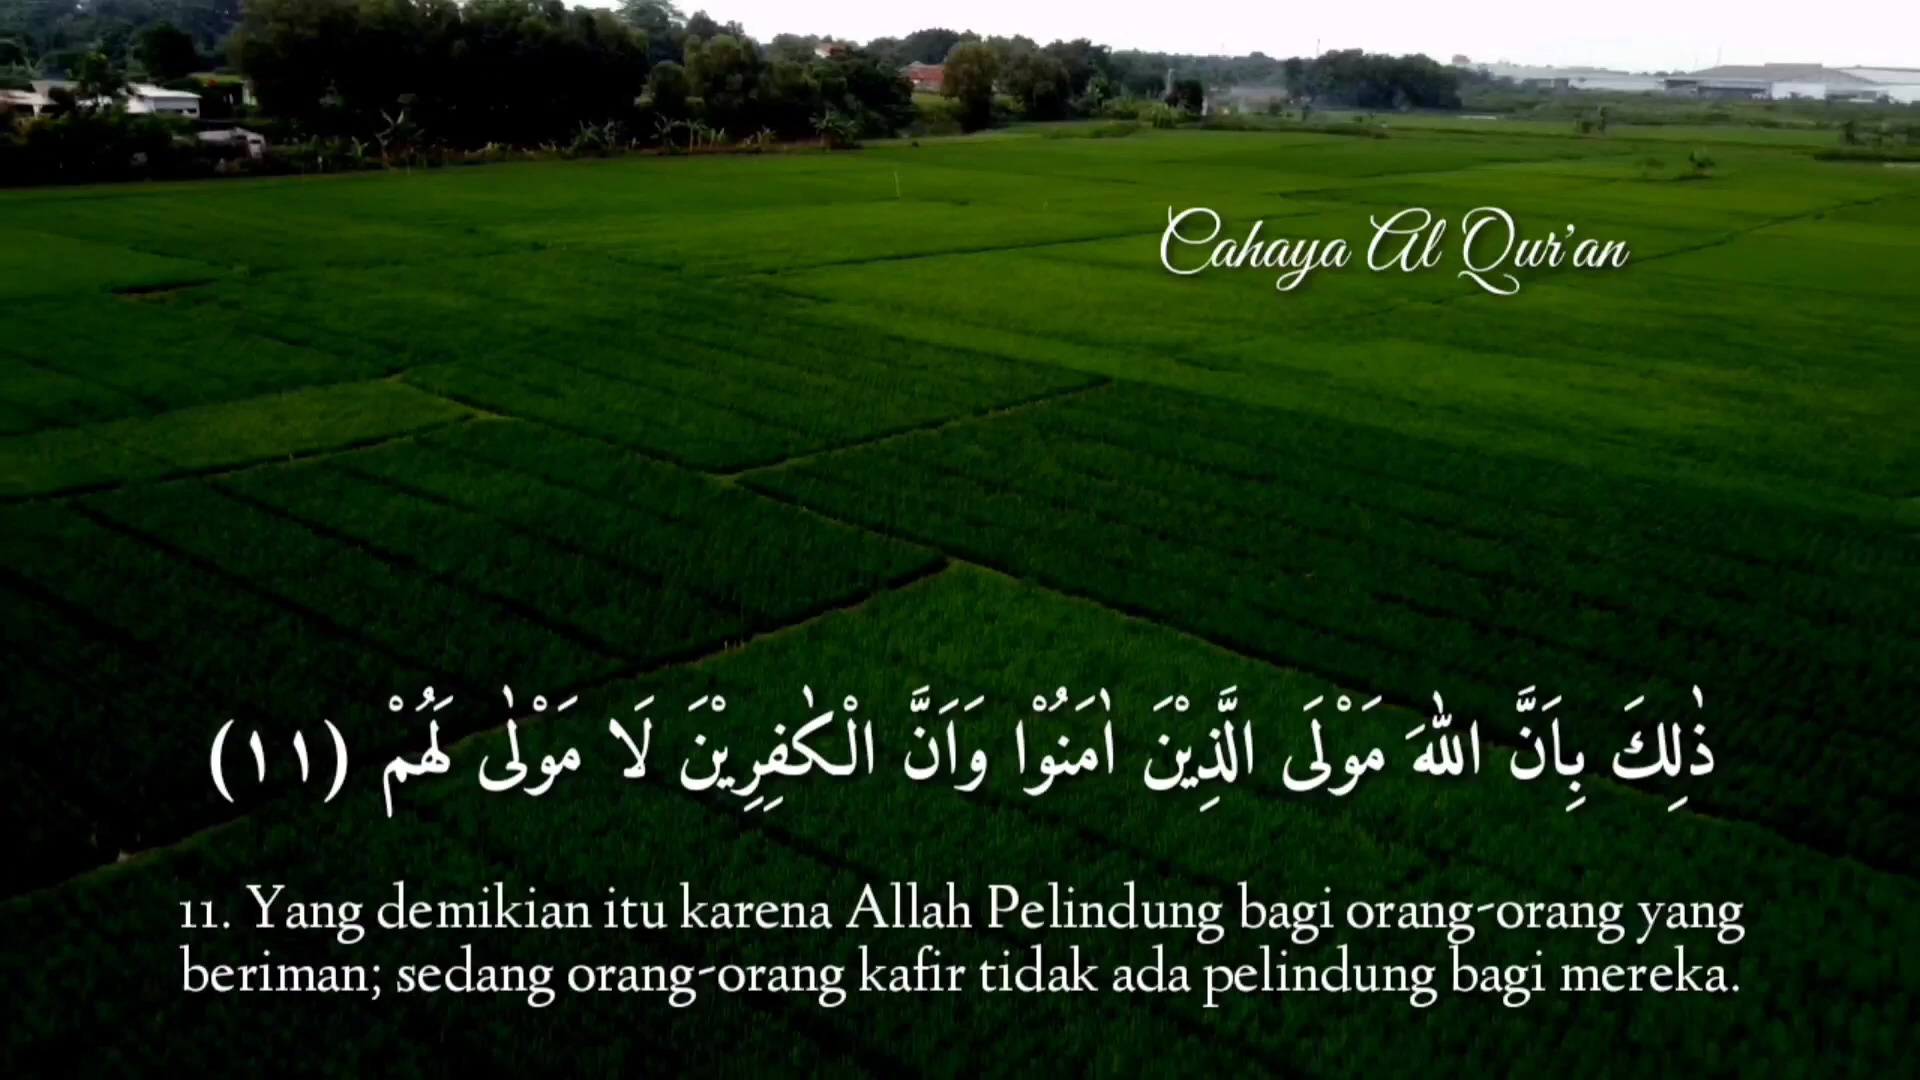 Cahaya Al Qur'an
ذٰلِكَ بِاَنَّ اللّٰهَ مَوْلَى الَّذِيْنَ اٰمَنُوْا وَاَنَّ الْكٰفِرِيْنَ لَا مَوْلٰى لَهُمْ (١١)
11. Yang demikian itu karena Allah Pelindung bagi orang-orang yang
beriman; sedang orang-orang kafir tidak ada pelindung bagi mereka.